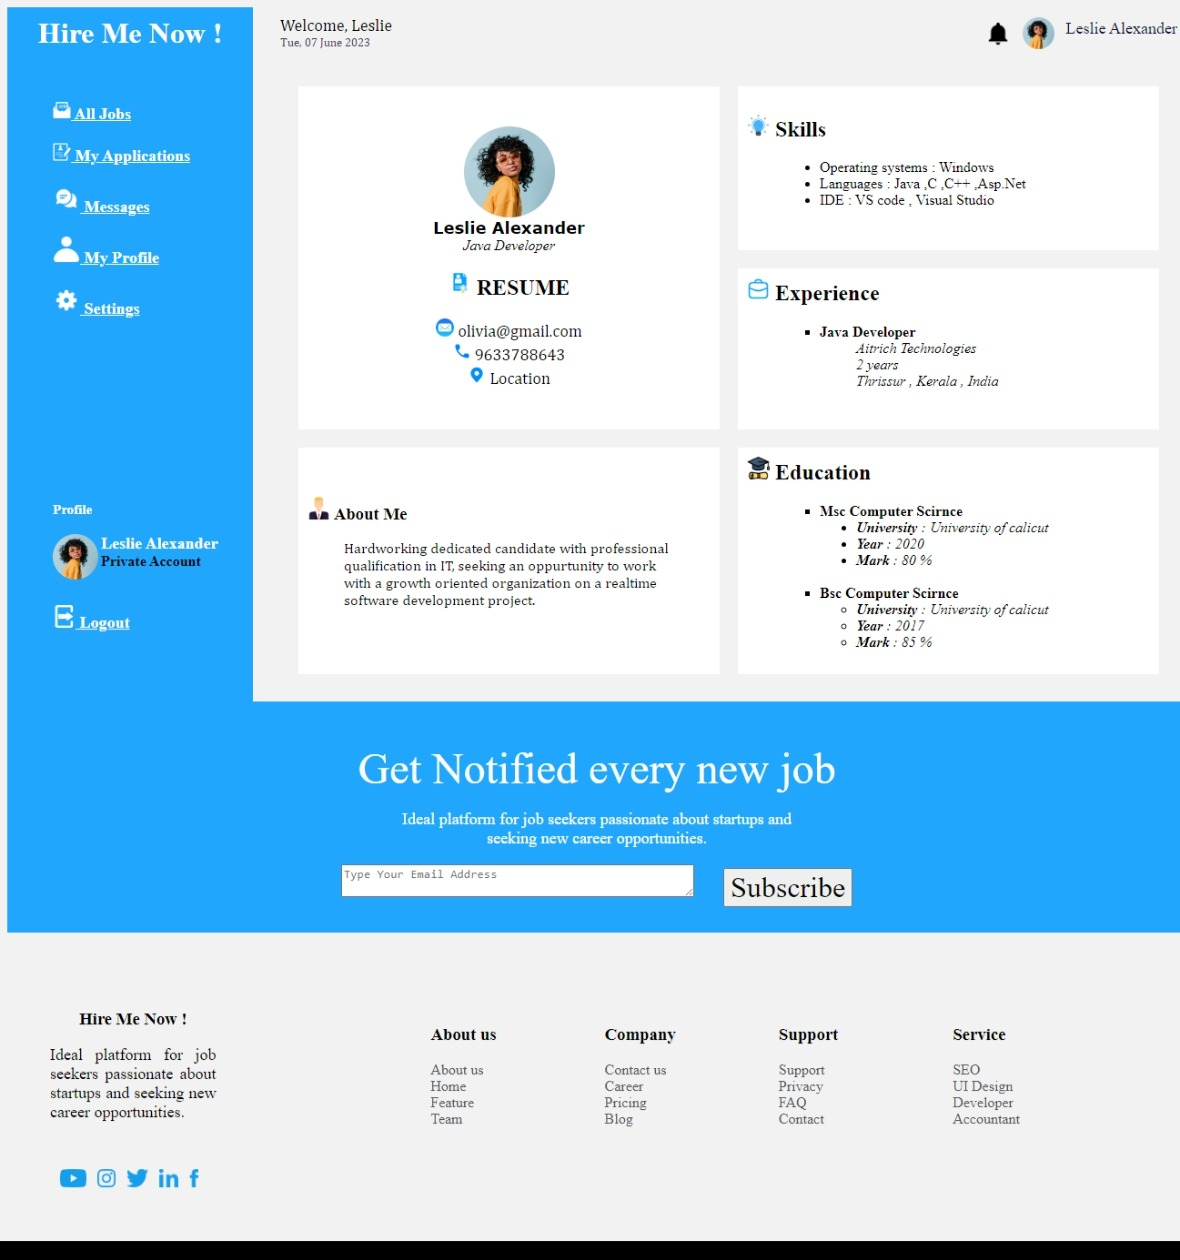 Hire Me Now !
All Jobs
My Applications
Messages
My Profile
Settings
Profile
Leslie Alexander
Private Account
Logout
Welcome, Leslie
Tue, 07 June 2023
Leslie Alexander
Leslie Alexander
Java Developer
RESUME
olivia@gmail.com
9633788643
Location
Skills
Operating systems : Windows
Languages : Java ,C ,C++ ,Asp.Net
IDE : VS code , Visual Studio
Experience
Java Developer
Aitrich Technologies
2 years
Thrissur , Kerala , India
About Me
Hardworking dedicated candidate with professional
qualification in IT, seeking an oppurtunity to work
with a growth oriented organization on a realtime
software development project.
Education
Msc Computer Scirnce
University : University of calicut
Year : 2020
Mark : 80 %
Bsc Computer Scirnce
University : University of calicut
Year : 2017
Mark : 85 %
Get Notified every new job
Ideal platform for job seekers passionate about startups and
seeking new career opportunities.
Type Your Email Address
Subscribe
Hire Me Now !
Ideal platform for job
seekers passionate about
startups and seeking new
career opportunities.
About us
About us
Home
Feature
Team
Company
Contact us
Career
Pricing
Blog
Support
Support
Privacy
FAQ
Contact
Service
SEO
UI Design
Developer
Accountant